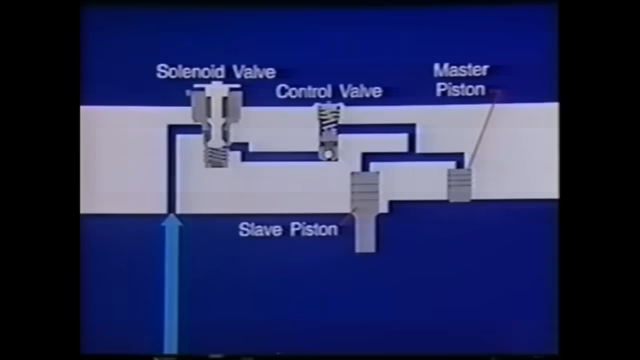 Solenoid Valve
Control Valve
Master
Piston
Slave Piston